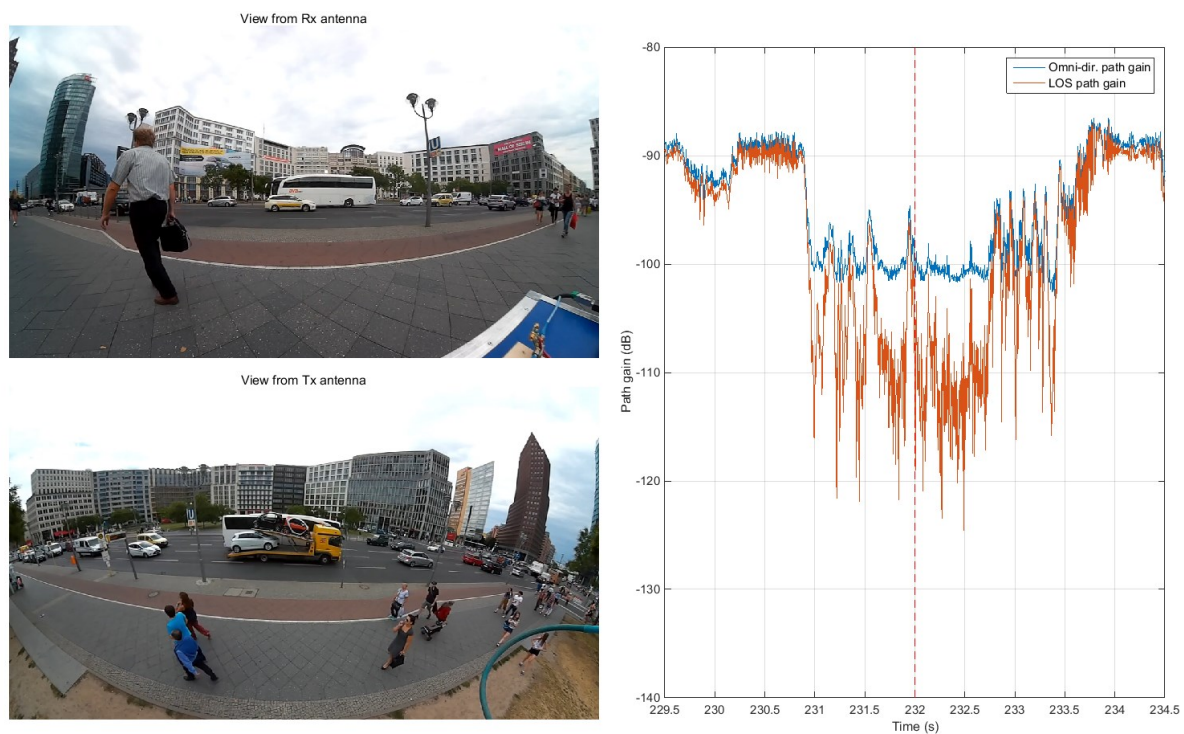 View from Rx antenna
U
View from Tx antenna
U
-80
-90
-100
-110
-120
-130
-140
Path gain (dB)
Omni-dir. path gain
LOS path gain
229.5 230 230.5 231 231.5 232 232.5 233 233.5 234 234.5
Time (s)